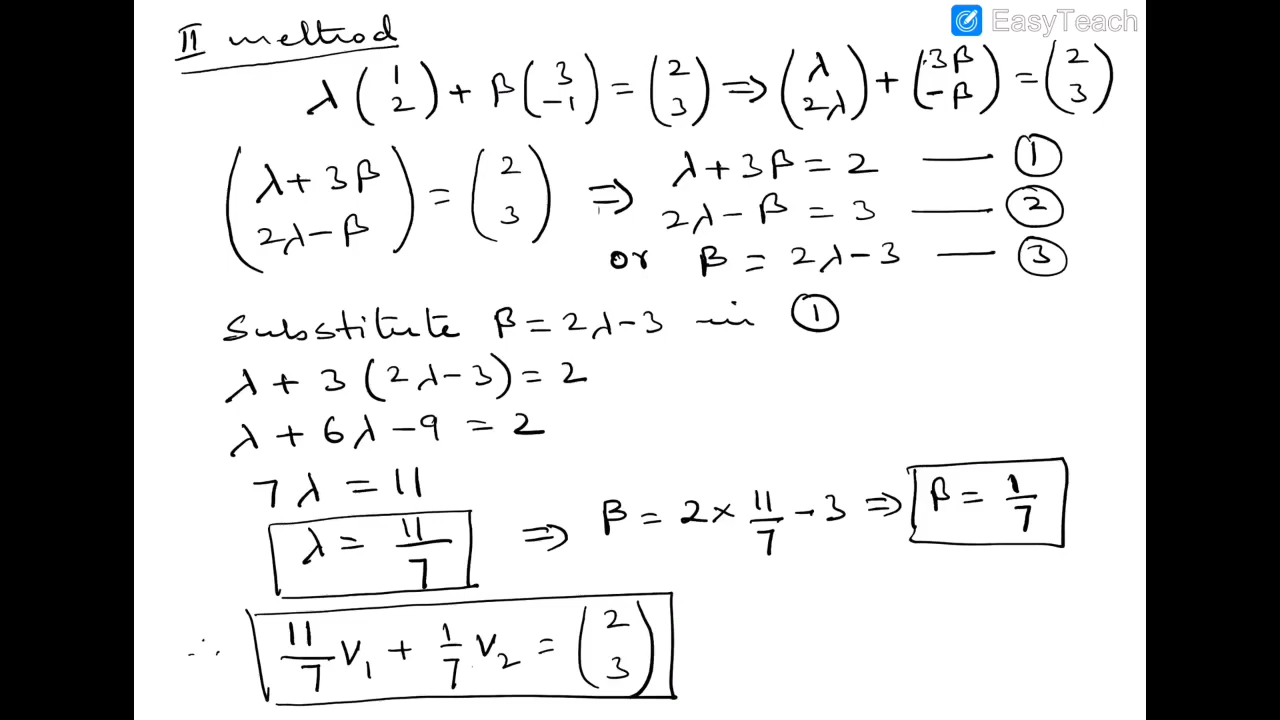 EasyTeach
II method
λ (1 2) + β (3 -1) = (2 3) ⇒ (λ 2λ) + (3β -β) = (2 3)
(λ + 3β 2λ - β) = (2 3) ⇒ λ + 3β = 2 — ①
2λ - β = 3 — ②
or β = 2λ - 3 — ③
Substitute β = 2λ - 3 in ①
λ + 3 (2λ - 3) = 2
λ + 6λ - 9 = 2
7λ = 11
λ = 11/7 ⇒ β = 2 × 11/7 - 3 ⇒ β = 1/7
∴ 11/7 V₁ + 1/7 V₂ = (2 3)